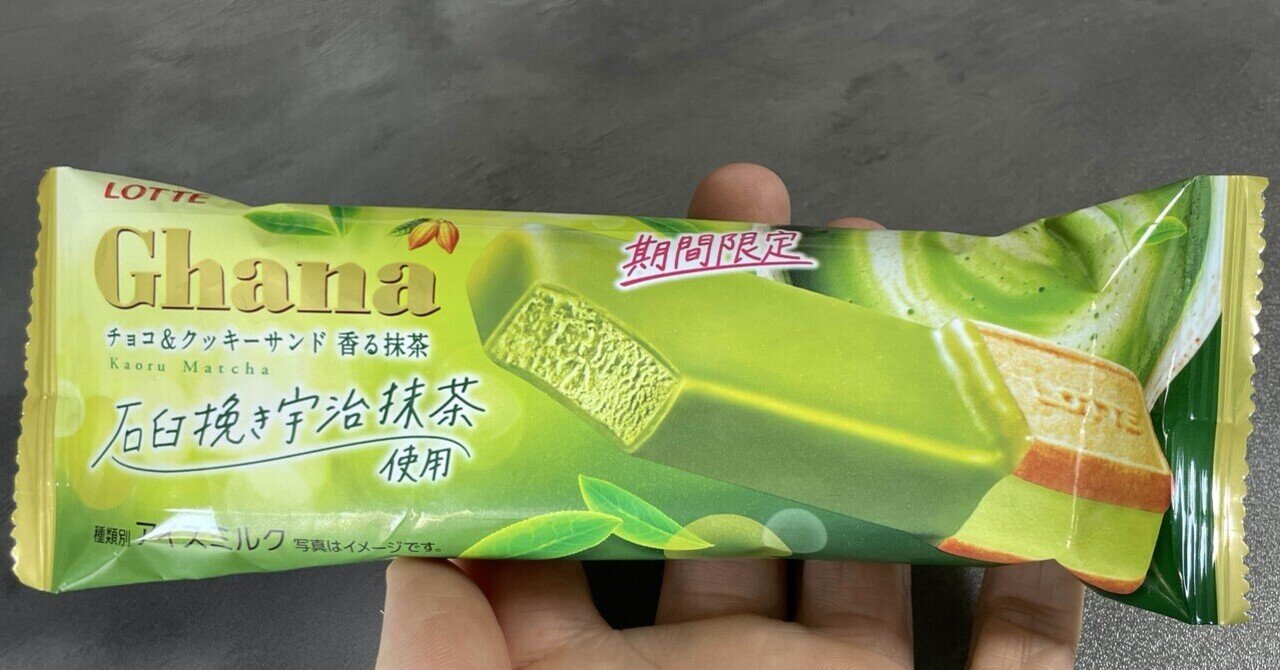 LOTTE
Ghana
チョコ&クッキーサンド 香る抹茶
Kaoru Matcha
石臼挽き宇治抹茶
使用
種類別 アイスミルク 写真はイメージです。
期間限定
LOTTE